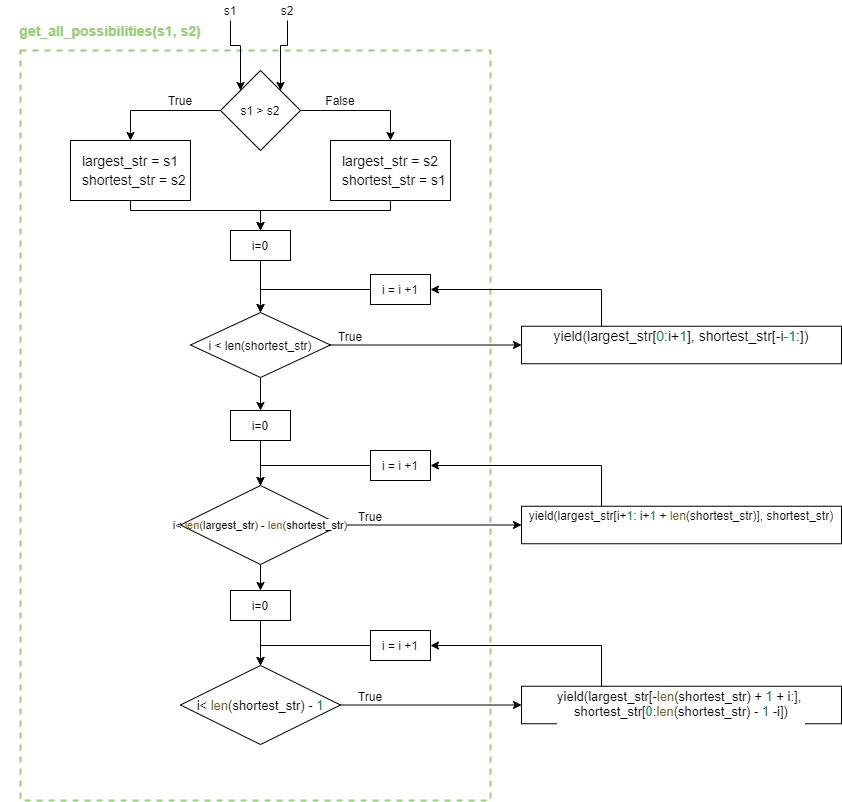 s1
s2
get_all_possibilities(s1, s2)
True
s1 > s2
False
largest_str = s1
shortest_str = s2
largest_str = s2
shortest_str = s1
i=0
i = i +1
i < len(shortest_str)
True
yield(largest_str[0:i+1], shortest_str[-i-1:])
i=0
i = i +1
i<len(largest_str) - len(shortest_str)
True
yield(largest_str[i+1: i+1 + len(shortest_str)], shortest_str)
i=0
i = i +1
i< len(shortest_str) - 1
True
yield(largest_str[-len(shortest_str) + 1 + i:],
shortest_str[0:len(shortest_str) - 1 -i])